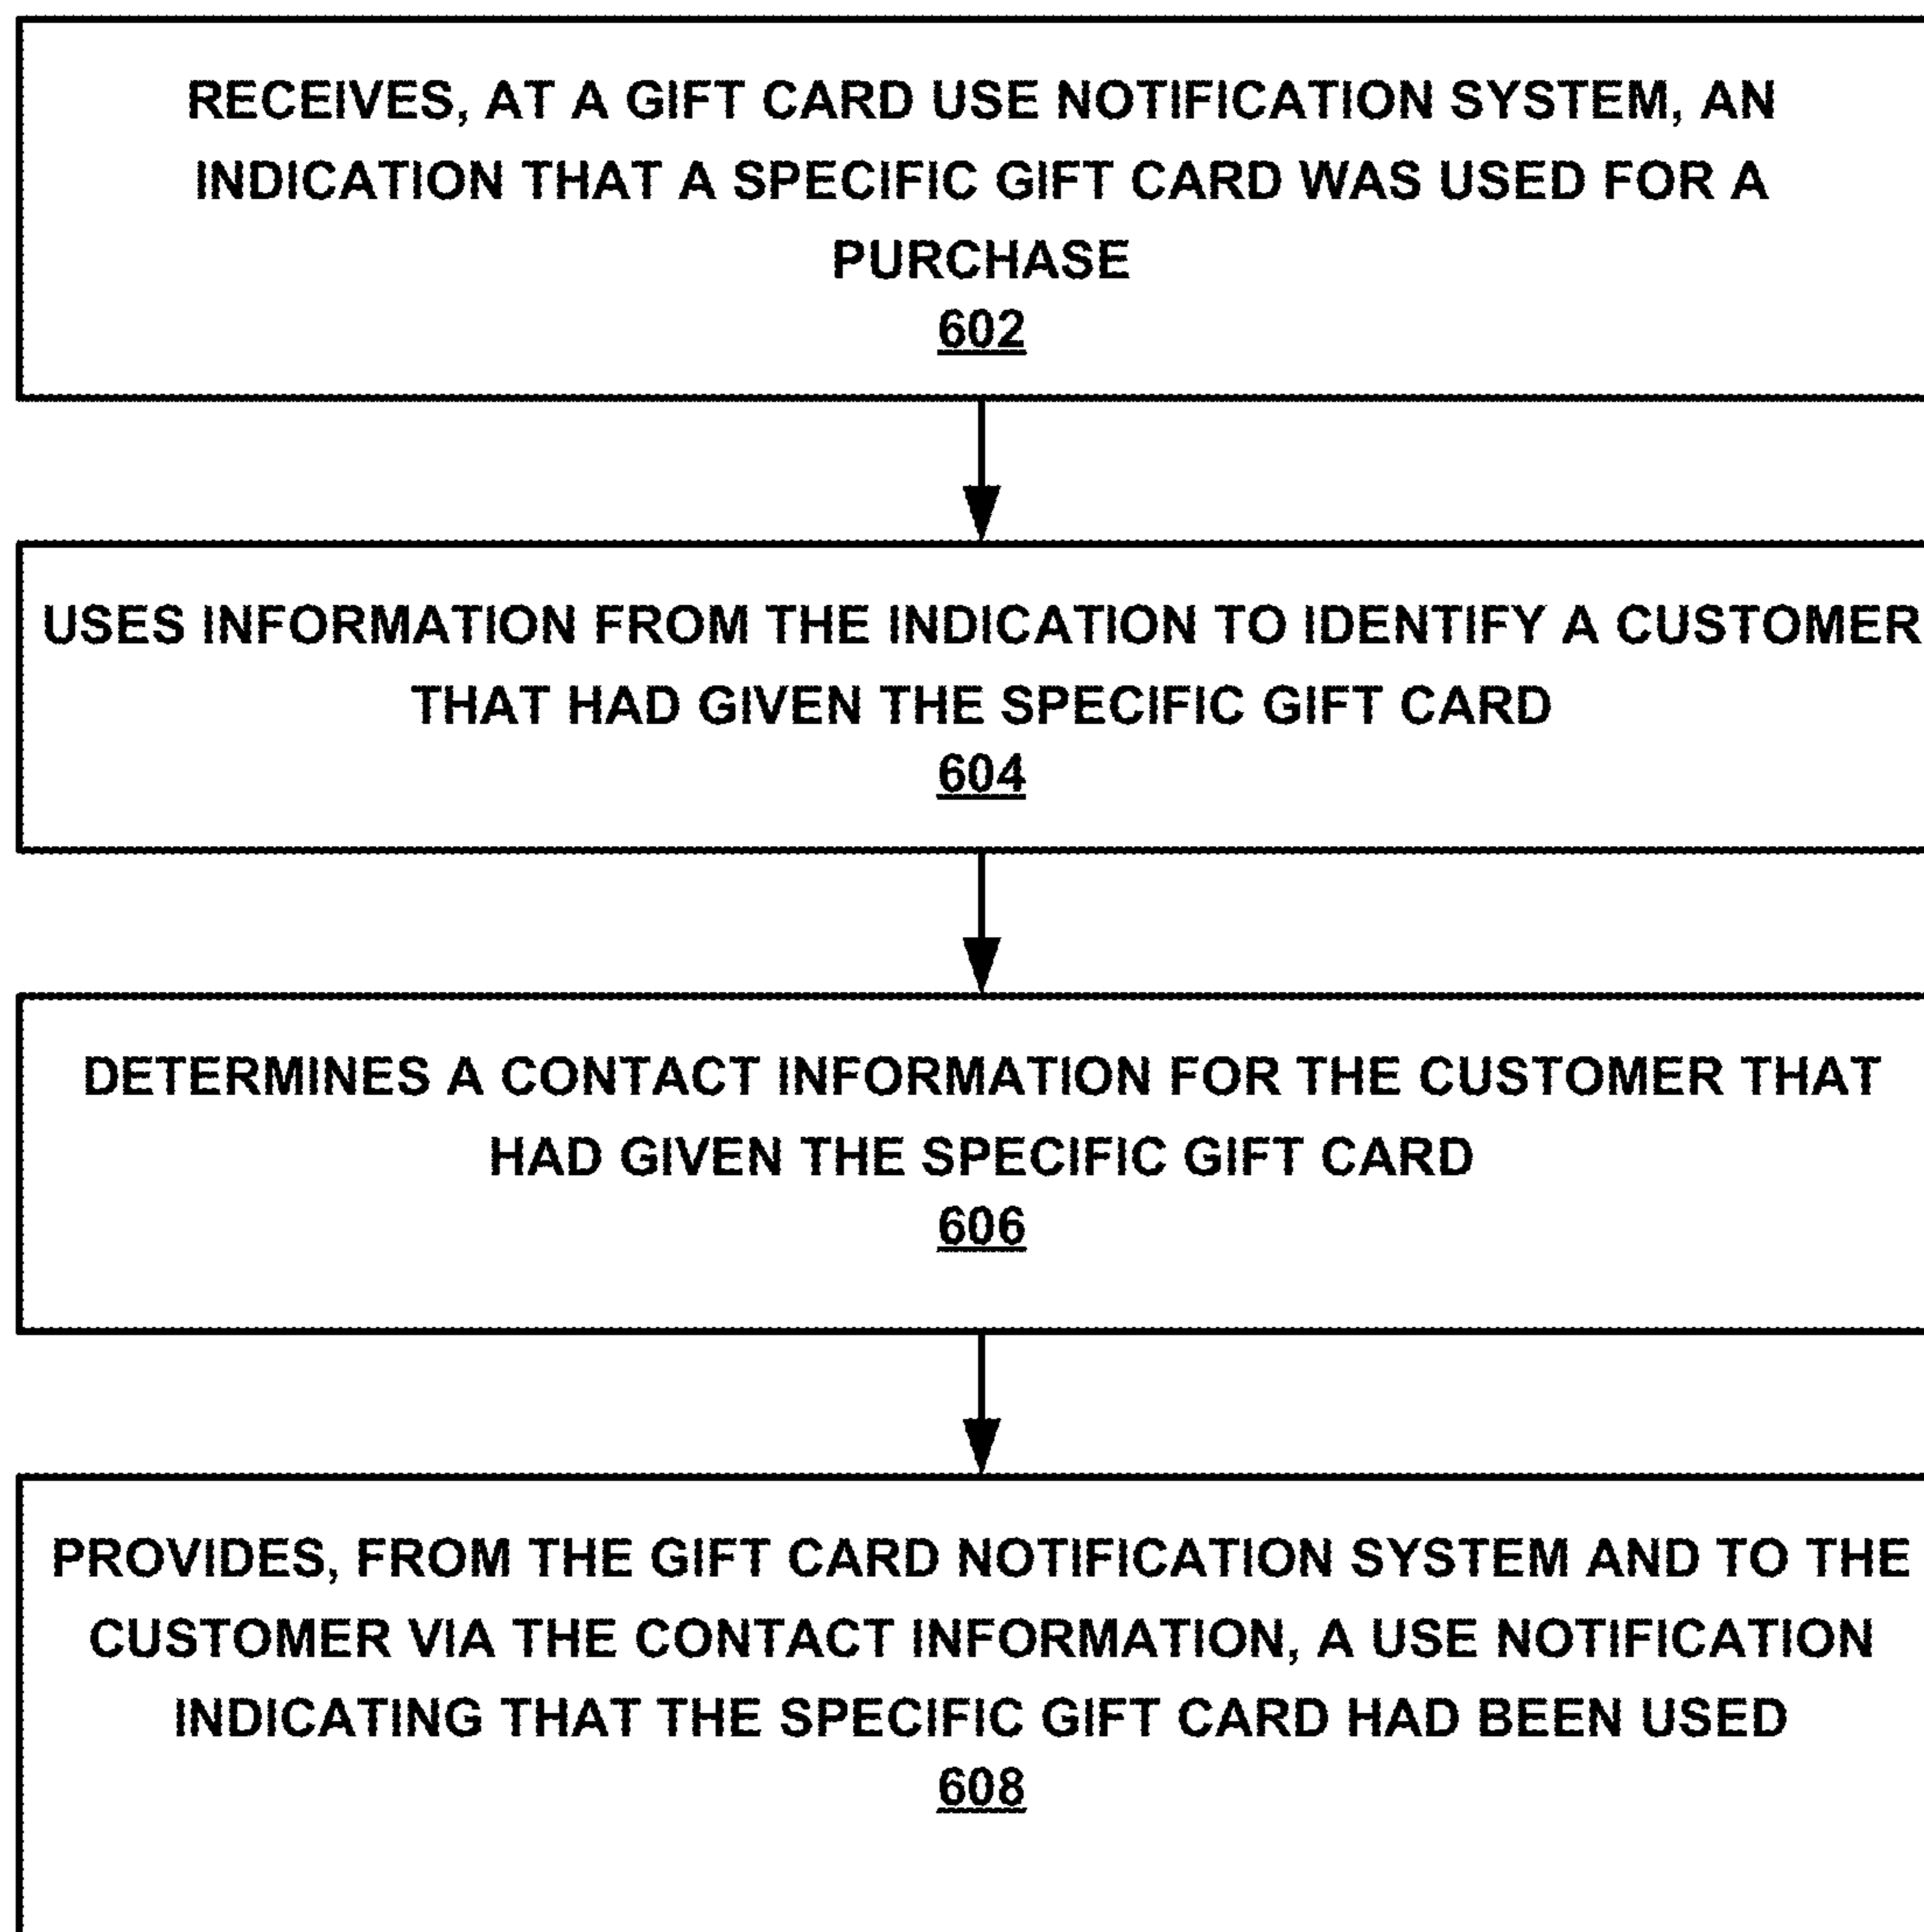 RECEIVES, AT A GIFT CARD USE NOTIFICATION SYSTEM, AN
INDICATION THAT A SPECIFIC GIFT CARD WAS USED FOR A
PURCHASE
602
USES INFORMATION FROM THE INDICATION TO IDENTIFY A CUSTOMER
THAT HAD GIVEN THE SPECIFIC GIFT CARD
604
DETERMINES A CONTACT INFORMATION FOR THE CUSTOMER THAT
HAD GIVEN THE SPECIFIC GIFT CARD
606
PROVIDES, FROM THE GIFT CARD NOTIFICATION SYSTEM AND TO THE
CUSTOMER VIA THE CONTACT INFORMATION, A USE NOTIFICATION
INDICATING THAT THE SPECIFIC GIFT CARD HAD BEEN USED
608